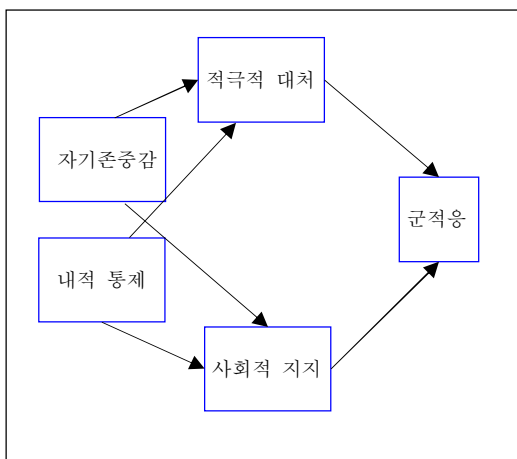 적극적 대처
자기존중감
군적응
내적 통제
사회적 지지